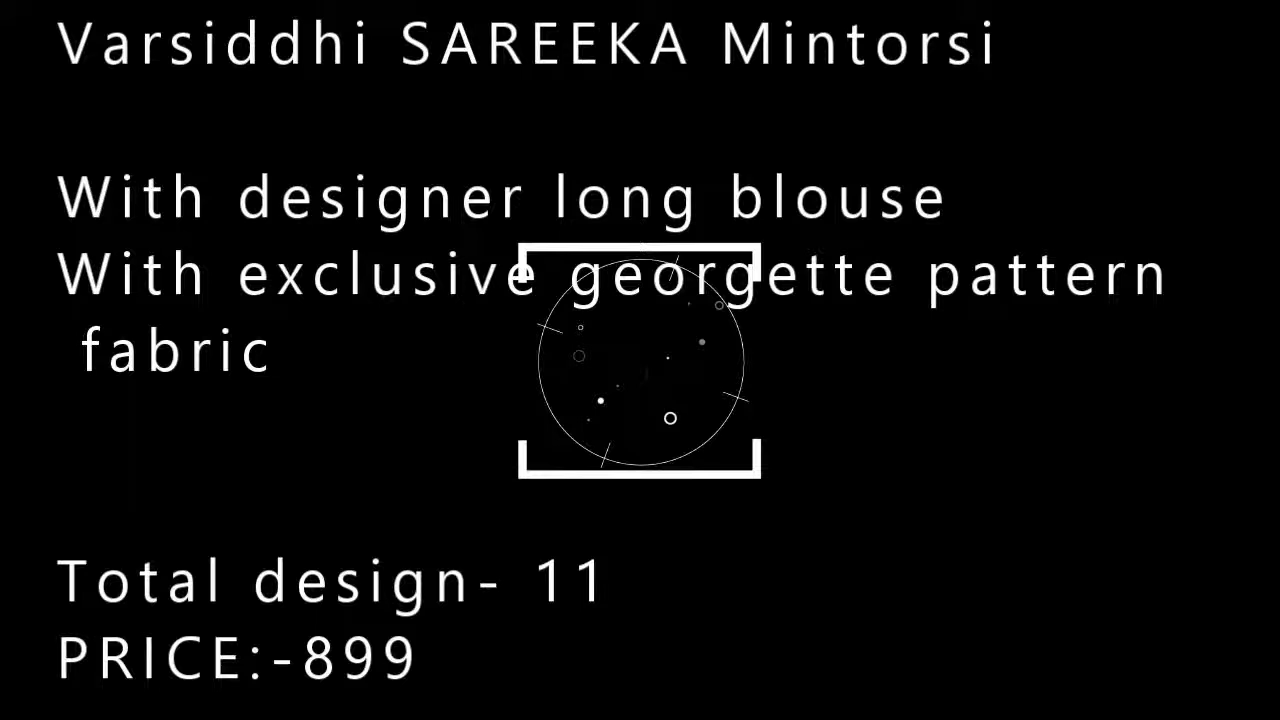 Varsiddhi SAREEKA Mintorsi
With designer long blouse
With exclusive georgette pattern
fabric
Total design- 11
PRICE:-899